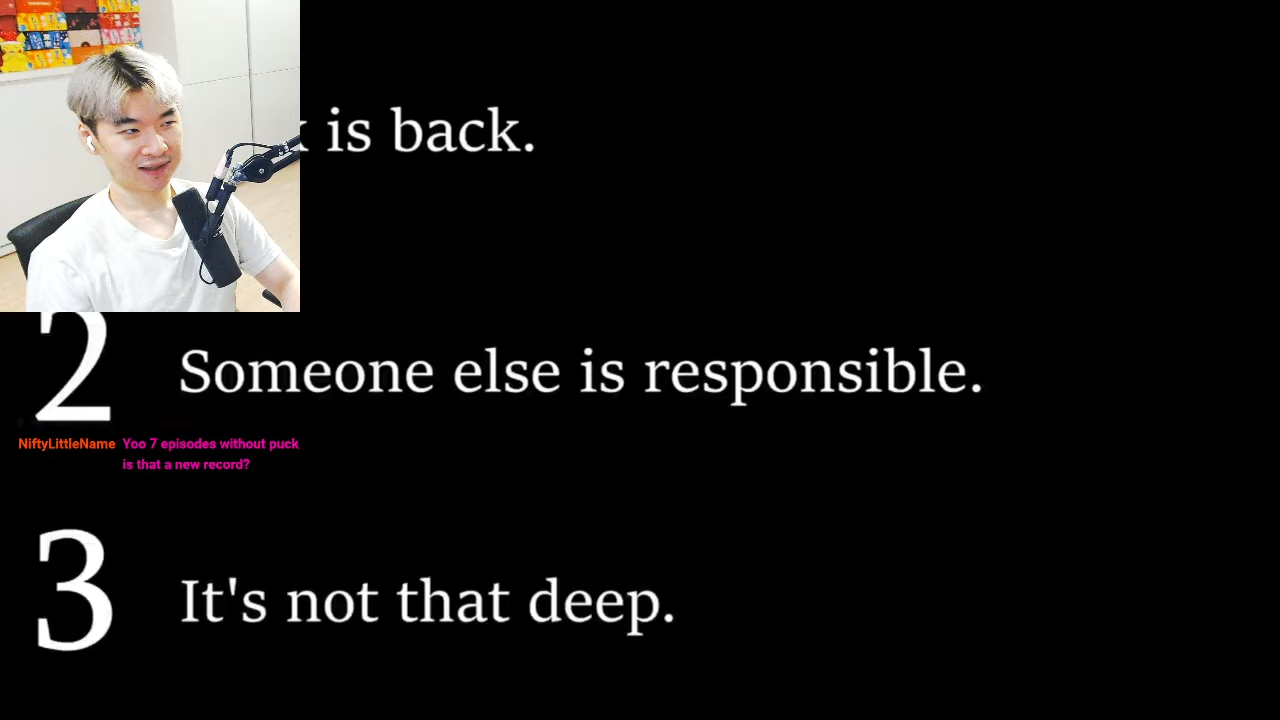 is back.
2
Someone else is responsible.
NiftyLittleName Yoo 7 episodes without puck
is that a new record?
3
It's not that deep.